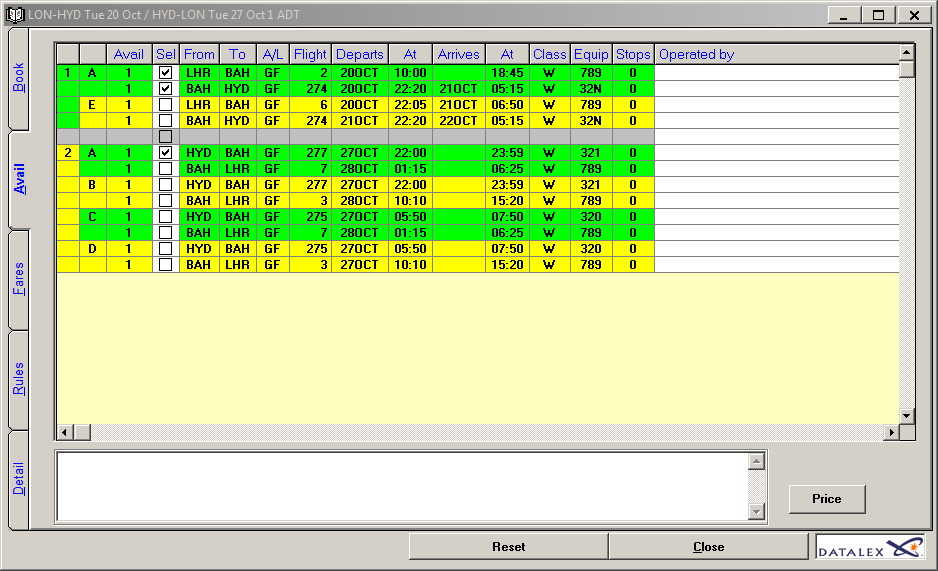 LON-HYD Tue 20 Oct / HYD-LON Tue 27 Oct 1 ADT
Book
Avail
Fares
Rules
Detail
Avail Sel From To A/L Flight Departs At Arrives At Class Equip Stops Operated by
1 A 1 LHR BAH GF 2 20OCT 10:00 18:45 W 789 0
1 BAH HYD GF 274 20OCT 22:20 21OCT 05:15 W 32N 0
E 1 LHR BAH GF 6 20OCT 22:05 21OCT 06:50 W 789 0
1 BAH HYD GF 274 21OCT 22:20 22OCT 05:15 W 32N 0
2 A 1 HYD BAH GF 277 27OCT 22:00 23:59 W 321 0
1 BAH LHR GF 7 28OCT 01:15 06:25 W 789 0
B 1 HYD BAH GF 277 27OCT 22:00 23:59 W 321 0
1 BAH LHR GF 3 28OCT 10:10 15:20 W 789 0
C 1 HYD BAH GF 275 27OCT 05:50 07:50 W 320 0
1 BAH LHR GF 7 28OCT 01:15 06:25 W 789 0
D 1 HYD BAH GF 275 27OCT 05:50 07:50 W 320 0
1 BAH LHR GF 3 27OCT 10:10 15:20 W 789 0
Price
Reset
Close
DATALEX